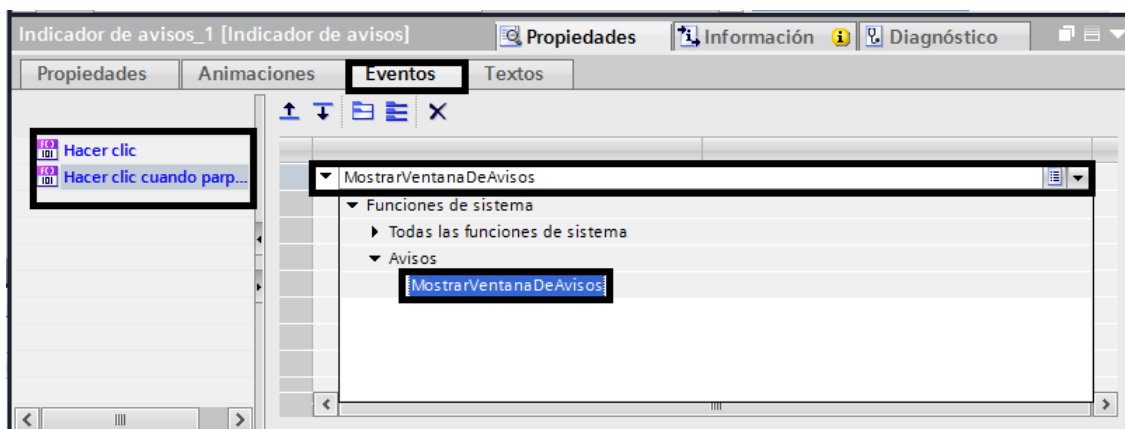 Indicador de avisos_1 [Indicador de avisos]
Propiedades
Información
Diagnóstico
Propiedades
Animaciones
Eventos
Textos
Hacer clic
Hacer clic cuando parp...
MostrarVentanaDeAvisos
Funciones de sistema
Todas las funciones de sistema
Avisos
MostrarVentanaDeAvisos